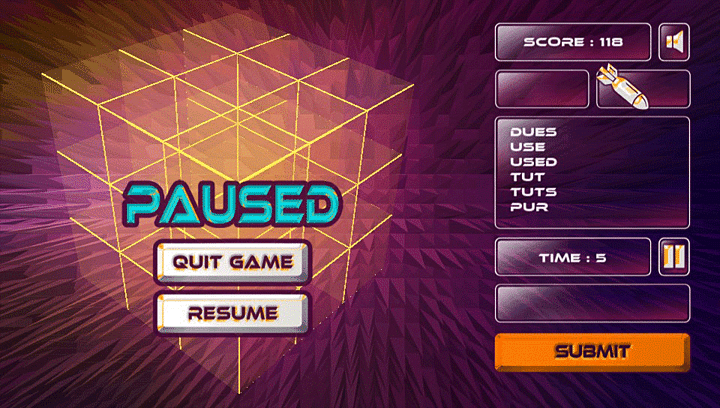 SCORE : 118
DUES
USE
USED
TUT
TUTS
PUR
PAUSED
QUIT GAME
RESUME
TIME : 5
SUBMIT